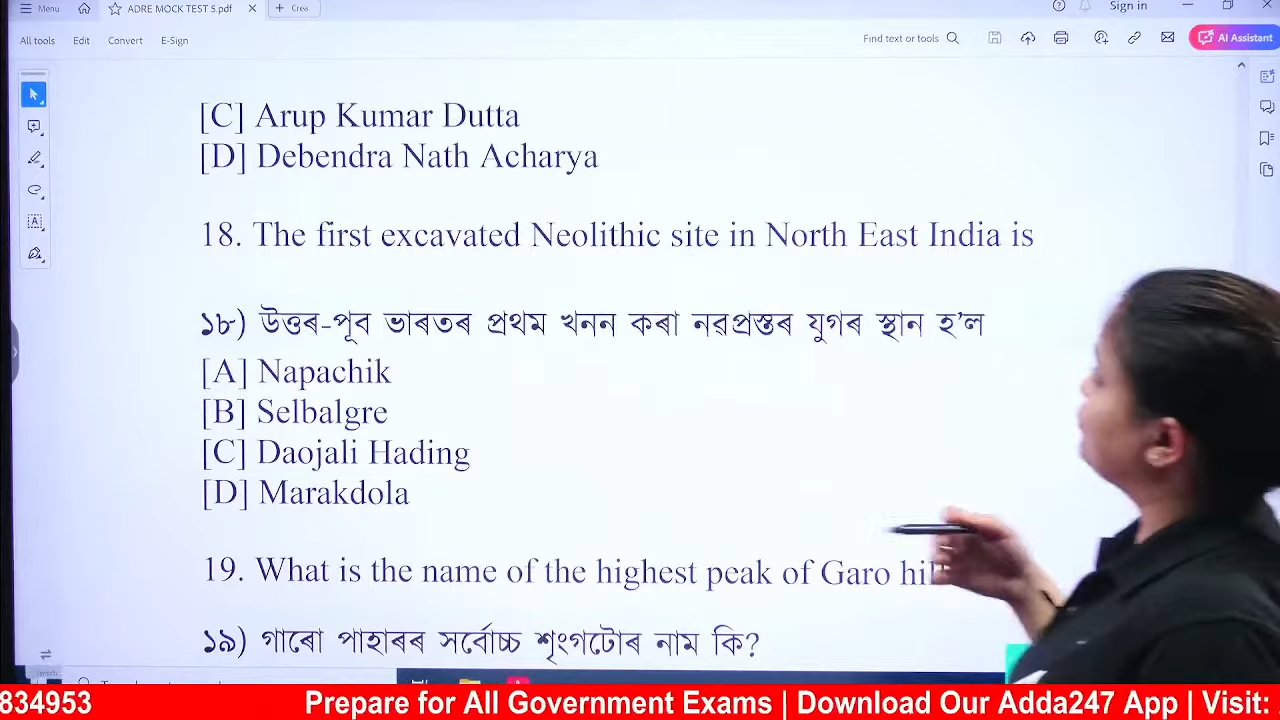 Menu
ADRE MOCK TEST 5.pdf
Crea
Sign in
All tools Edit Convert E-Sign
Find text or tools
AI Assistant
[C] Arup Kumar Dutta
[D] Debendra Nath Acharya
18. The first excavated Neolithic site in North East India is
১৮) উত্তৰ-পূব ভাৰতৰ প্ৰথম খনন কৰা নৱপ্ৰস্তৰ যুগৰ স্থান হ'ল
[A] Napachik
[B] Selbalgre
[C] Daojali Hading
[D] Marakdola
19. What is the name of the highest peak of Garo hil
১৯) গাৰো পাহাৰৰ সৰ্বোচ্চ শৃংগটোৰ নাম কি?
834953 Prepare for All Government Exams | Download Our Adda247 App | Visit: